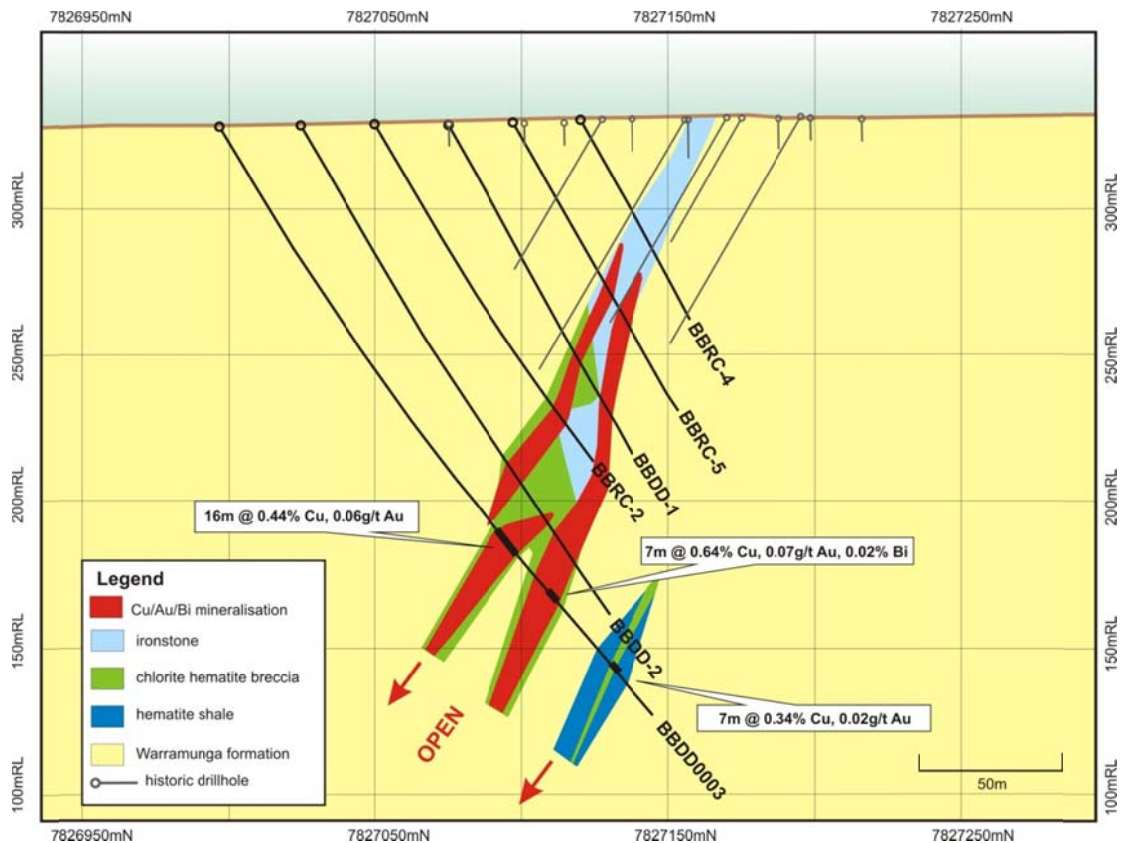 7826950mN
7827050mN
7827150mN
7827250mN
300mRL
300mRL
250mRL
250mRL
200mRL
200mRL
150mRL
150mRL
100mRL
100mRL
BBRC-4
BBRC-5
BBDD-1
BBRC-2
BBDD-2
BBDD0003
16m @ 0.44% Cu, 0.06g/t Au
7m @ 0.64% Cu, 0.07g/t Au, 0.02% Bi
7m @ 0.34% Cu, 0.02g/t Au
OPEN
Legend
Cu/Au/Bi mineralisation
ironstone
chlorite hematite breccia
hematite shale
Warramunga formation
historic drillhole
50m
7826950mN
7827050mN
7827150mN
7827250mN